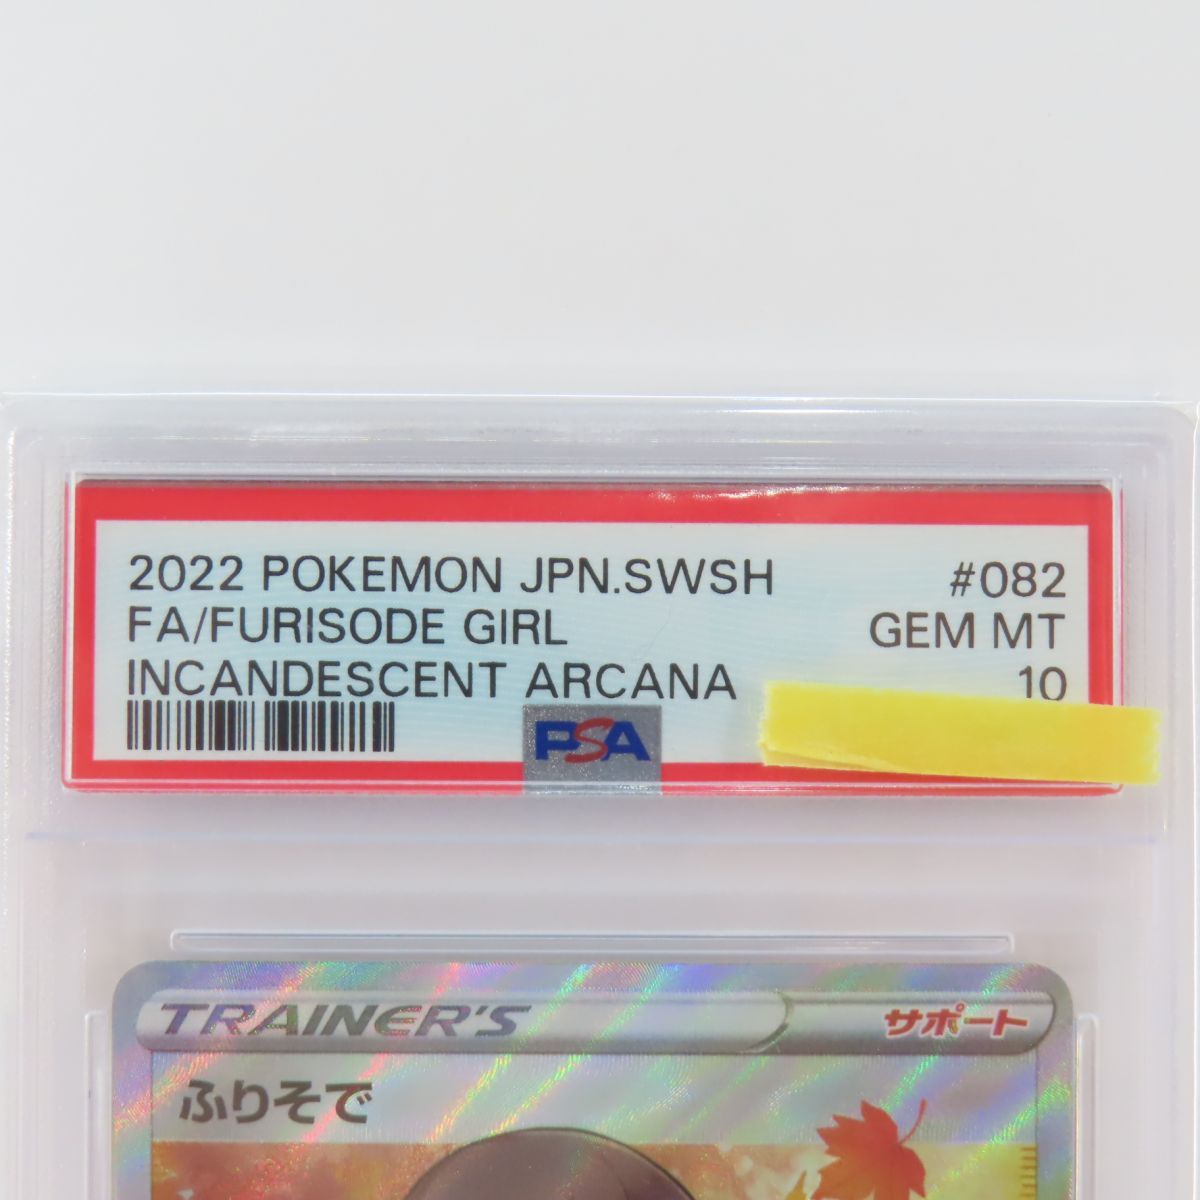 2022 POKEMON JPN.SWSH #082
FA/FURISODE GIRL GEM MT
INCANDESCENT ARCANA 10
PSA
TRAINER'S サポート
ふりそで